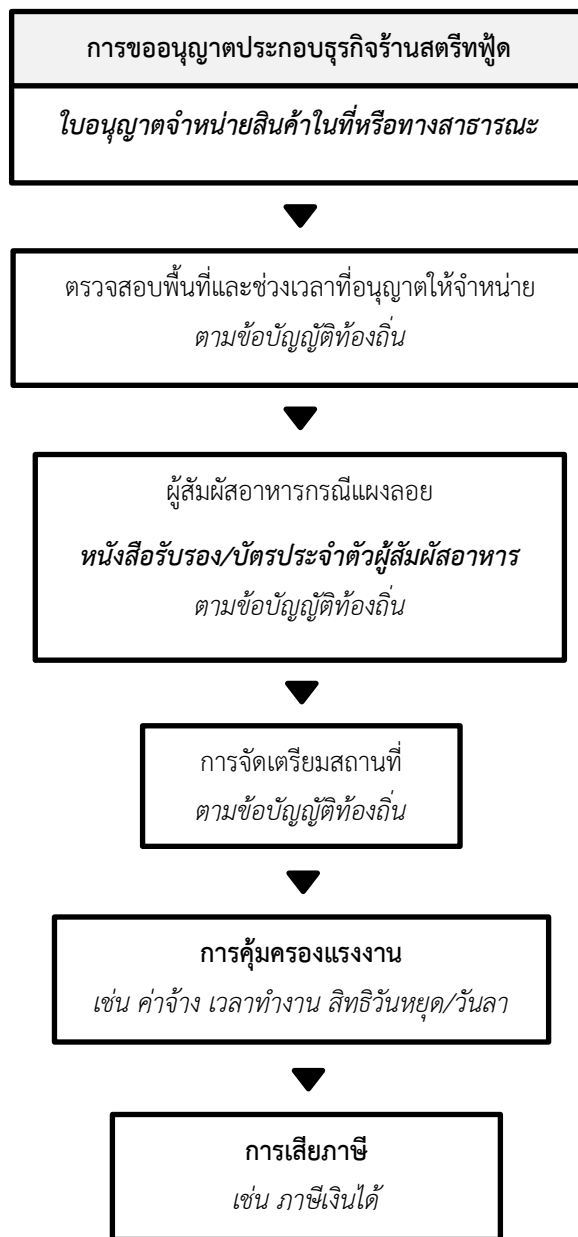 การขออนุญาตประกอบธุรกิจร้านสตรีทฟู้ด
ใบอนุญาตจำหน่ายสินค้าในที่หรือทางสาธารณะ
ตรวจสอบพื้นที่และช่วงเวลาที่อนุญาตให้จำหน่าย
ตามข้อบัญญัติท้องถิ่น
ผู้สัมผัสอาหารกรณีแผงลอย
หนังสือรับรอง/บัตรประจำตัวผู้สัมผัสอาหาร
ตามข้อบัญญัติท้องถิ่น
การจัดเตรียมสถานที่
ตามข้อบัญญัติท้องถิ่น
การคุ้มครองแรงงาน
เช่น ค่าจ้าง เวลาทำงาน สิทธิวันหยุด/วันลา
การเสียภาษี
เช่น ภาษีเงินได้